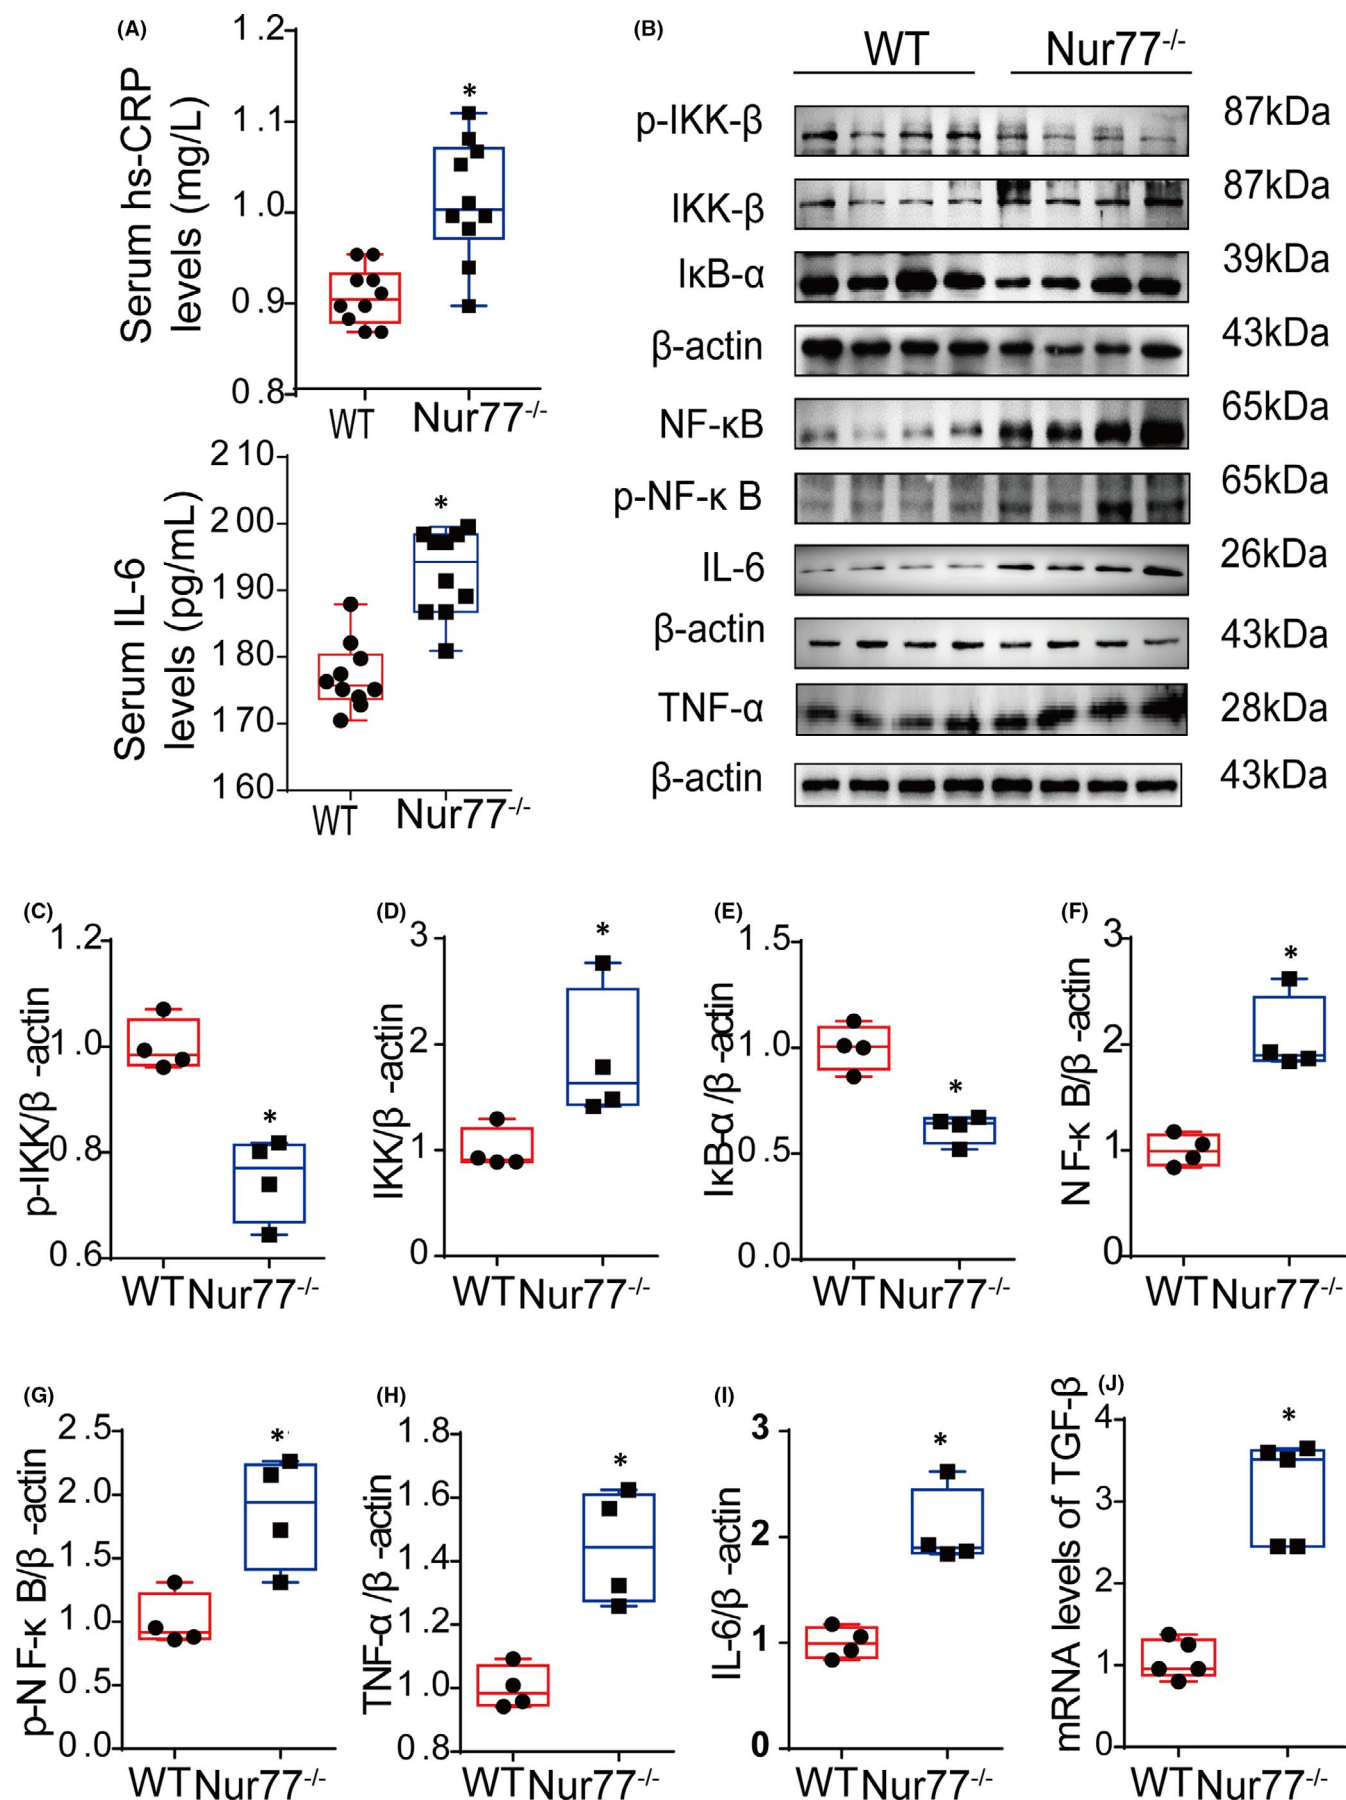 (A)
Serum hs-CRP
levels (mg/L)
1.2
1.1
1.0
0.9
0.8
*
WT
Nur77-/-
Serum IL-6
levels (pg/mL)
210
200
190
180
170
160
*
WT
Nur77-/-
(B)
WT
Nur77-/-
p-IKK-β
87kDa
IKK-β
87kDa
IκB-α
39kDa
β-actin
43kDa
NF-κB
65kDa
p-NF-κ B
65kDa
IL-6
26kDa
β-actin
43kDa
TNF-α
28kDa
β-actin
43kDa
(C)
p-IKK/β -actin
1.2
1.0
0.8
0.6
*
WT Nur77-/-
(D)
IKK/β -actin
3
2
1
0
*
WT Nur77-/-
(E)
IκB-α /β -actin
1.5
1.0
0.5
0.0
*
WT Nur77-/-
(F)
N F-κ B/β -actin
3
2
1
0
*
WT Nur77-/-
(G)
p-N F-κ B/β -actin
2.5
2.0
1.5
1.0
0.5
0.0
*
WT Nur77-/-
(H)
TNF-α /β -actin
1.8
1.6
1.4
1.2
1.0
0.8
*
WT Nur77-/-
(I)
IL-6/β -actin
3
2
1
0
*
WT Nur77-/-
(J)
mRNA levels of TGF-β
4
3
2
1
0
*
WT Nur77-/-